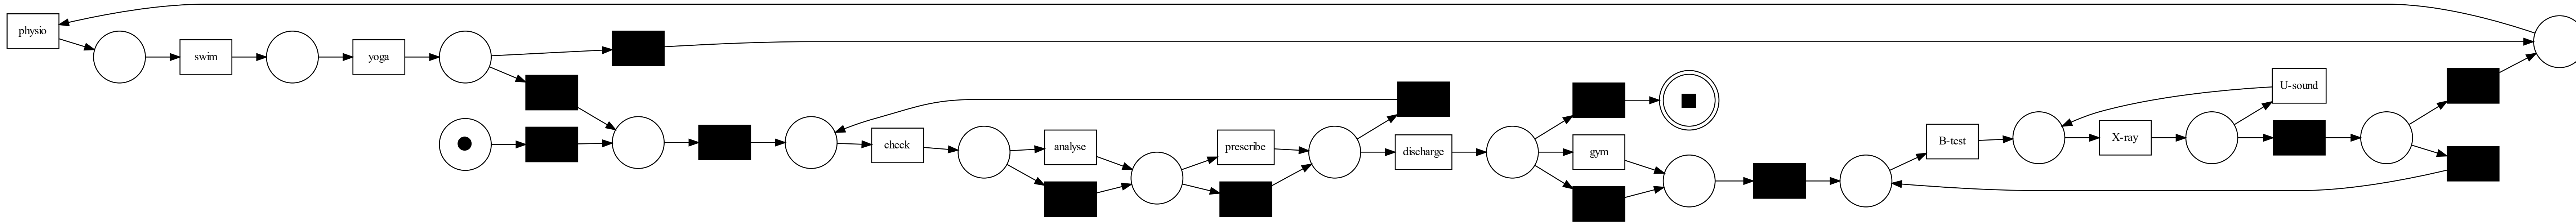 physio
swim
yoga
check
analyse
prescribe
discharge
gym
B-test
X-ray
U-sound